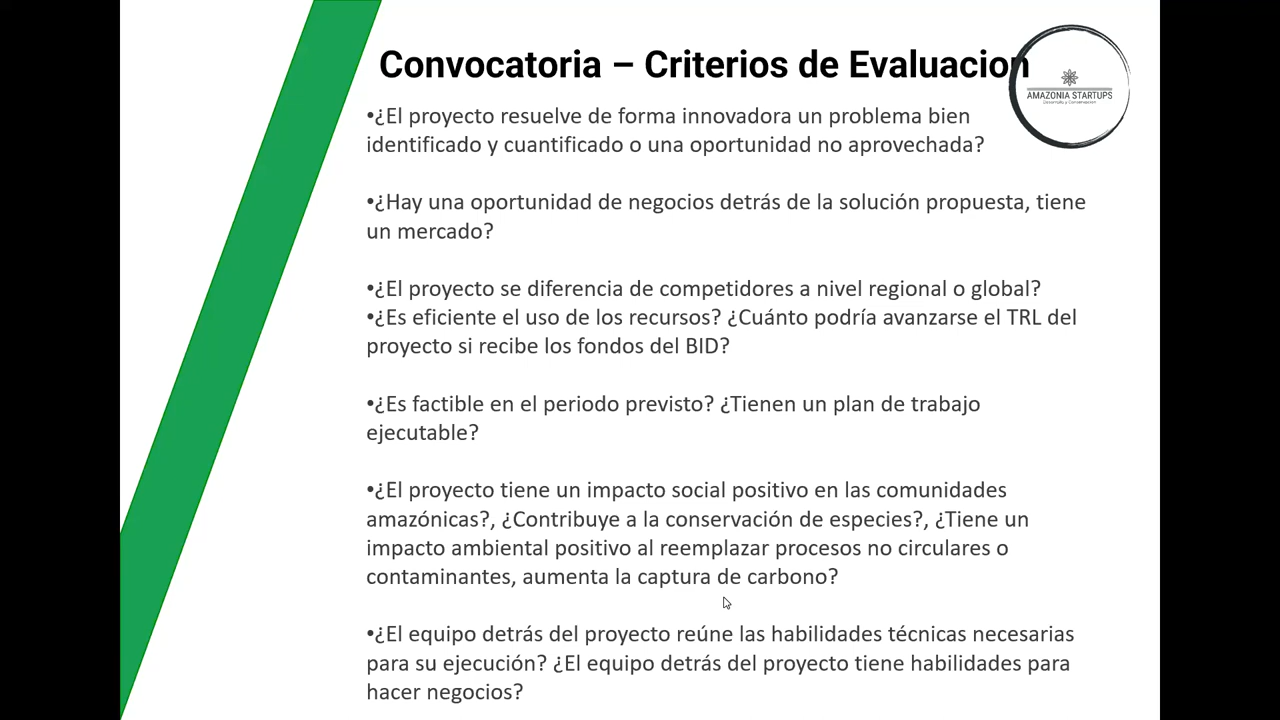 Convocatoria – Criterios de Evaluacion
AMAZONIA STARTUPS
Desarrollo y Conservación
•¿El proyecto resuelve de forma innovadora un problema bien
identificado y cuantificado o una oportunidad no aprovechada?
•¿Hay una oportunidad de negocios detrás de la solución propuesta, tiene
un mercado?
•¿El proyecto se diferencia de competidores a nivel regional o global?
•¿Es eficiente el uso de los recursos? ¿Cuánto podría avanzarse el TRL del
proyecto si recibe los fondos del BID?
•¿Es factible en el periodo previsto? ¿Tienen un plan de trabajo
ejecutable?
•¿El proyecto tiene un impacto social positivo en las comunidades
amazónicas?, ¿Contribuye a la conservación de especies?, ¿Tiene un
impacto ambiental positivo al reemplazar procesos no circulares o
contaminantes, aumenta la captura de carbono?
•¿El equipo detrás del proyecto reúne las habilidades técnicas necesarias
para su ejecución? ¿El equipo detrás del proyecto tiene habilidades para
hacer negocios?